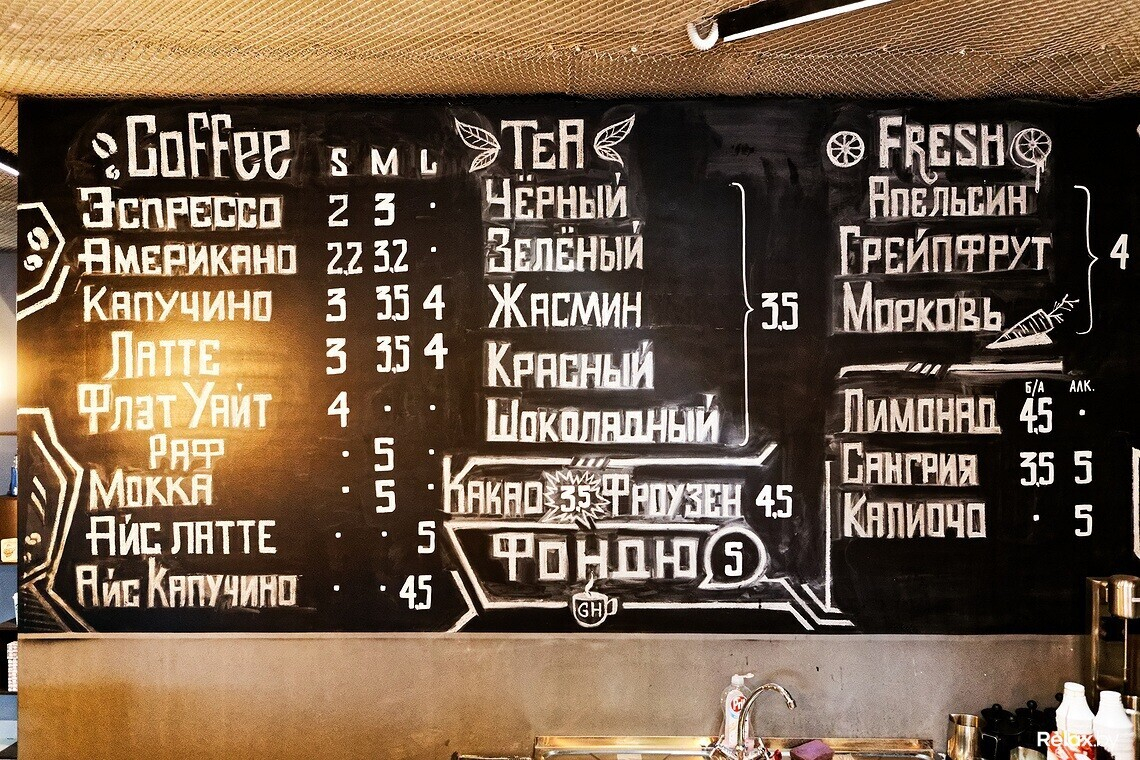 Coffee S M L
Эспрессо 2 3 ·
Американо 2,2 3,2 ·
Капучино 3 3,5 4
Латте 3 3,5 4
Флэт Уайт 4 · ·
Раф · 5 ·
Мокка · 5 ·
Айс латте · · 5
Айс Капучино · · 4,5
TeA
Чёрный
Зелёный
Жасмин
Красный
Шоколадный
3,5
Какао 3,5 Фроузен 4,5
Фондю 5
GH
FRESH
Апельсин
Грейпфрут
Морковь
4
Б/А АЛК.
Лимонад 4,5 ·
Сангрия 3,5 5
Калиочо · 5
Relax.by